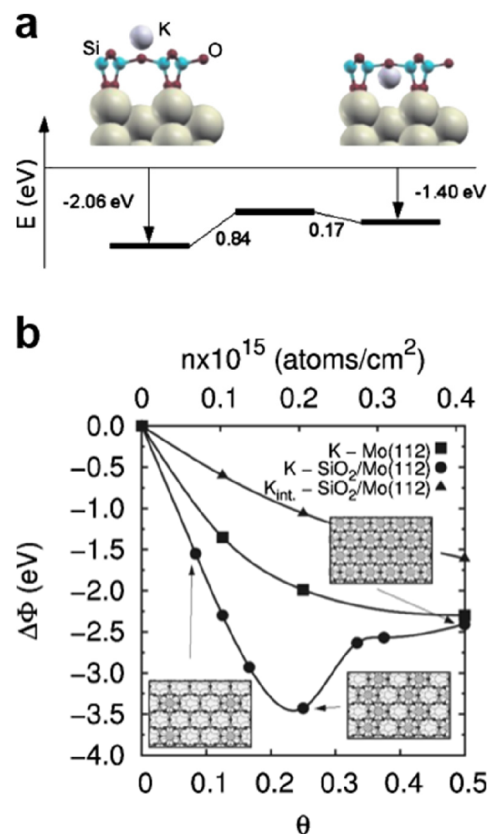 a
K
Si
O
E (eV)
-2.06 eV
-1.40 eV
0.84
0.17
b
nx10^15 (atoms/cm^2)
0 0.1 0.2 0.3 0.4
0.0
−0.5
−1.0
−1.5
−2.0
−2.5
−3.0
−3.5
−4.0
ΔΦ (eV)
K – Mo(112)
K – SiO₂/Mo(112)
K_int. – SiO₂/Mo(112)
0 0.1 0.2 0.3 0.4 0.5
θ